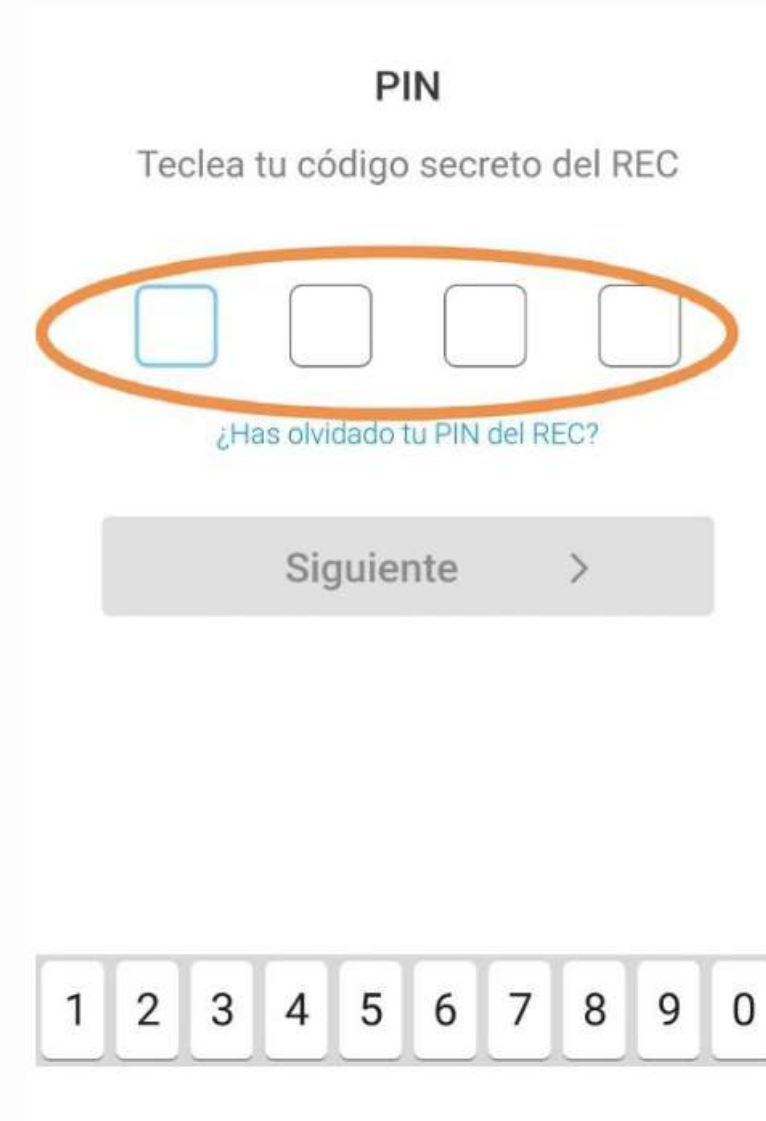 PIN
Teclea tu código secreto del REC
¿Has olvidado tu PIN del REC?
Siguiente >
1 2 3 4 5 6 7 8 9 0